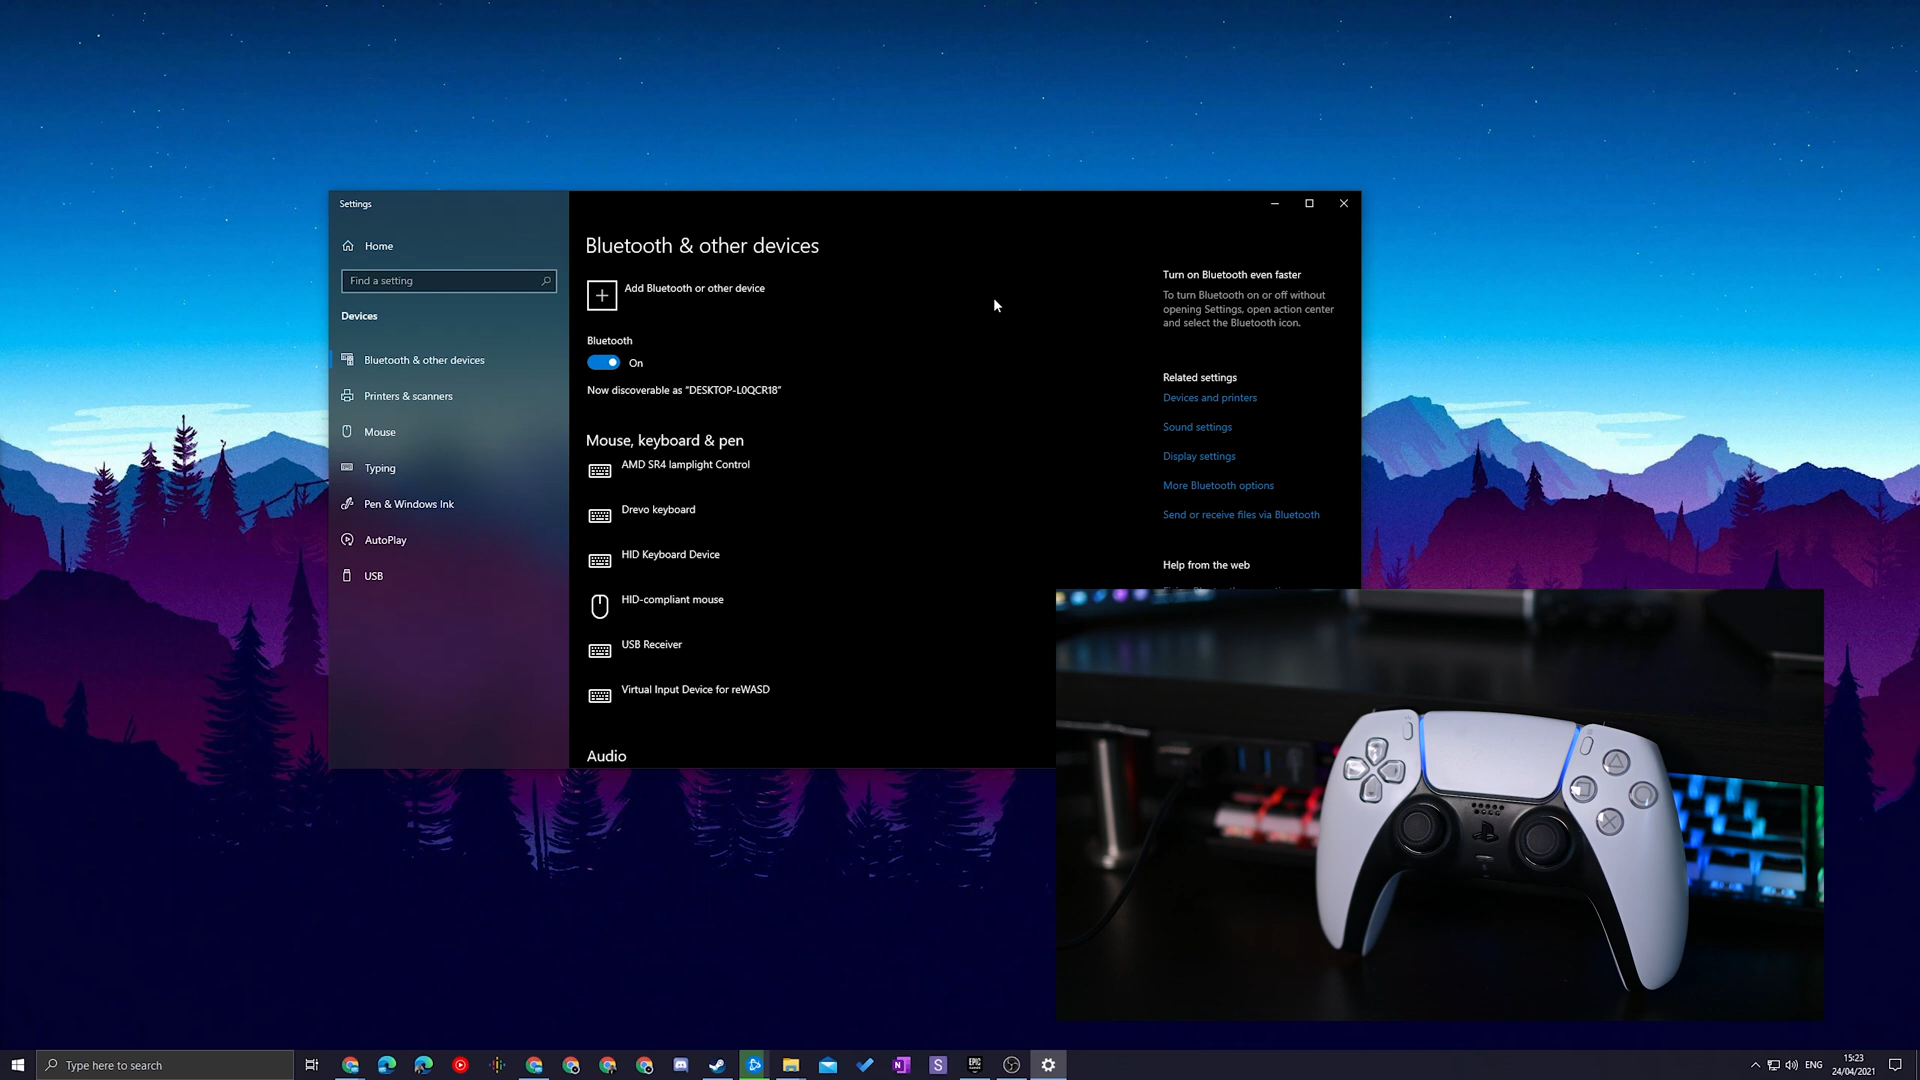 Settings
Home
Find a setting
Devices
Bluetooth & other devices
Printers & scanners
Mouse
Typing
Pen & Windows Ink
AutoPlay
USB
Bluetooth & other devices
Add Bluetooth or other device
Bluetooth
On
Now discoverable as "DESKTOP-L0QCR18"
Mouse, keyboard & pen
AMD SR4 lamplight Control
Drevo keyboard
HID Keyboard Device
HID-compliant mouse
USB Receiver
Virtual Input Device for reWASD
Audio
Turn on Bluetooth even faster
To turn Bluetooth on or off without
opening Settings, open action center
and select the Bluetooth icon.
Related settings
Devices and printers
Sound settings
Display settings
More Bluetooth options
Send or receive files via Bluetooth
Help from the web
Type here to search
N
S
EPIC
ENG
15:23
24/04/2021